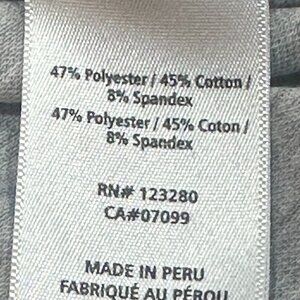 47% Polyester / 45% Cotton /
8% Spandex
47% Polyester / 45% Coton /
8% Spandex
RN# 123280
CA#07099
MADE IN PERU
FABRIQUÉ AU PÉROU